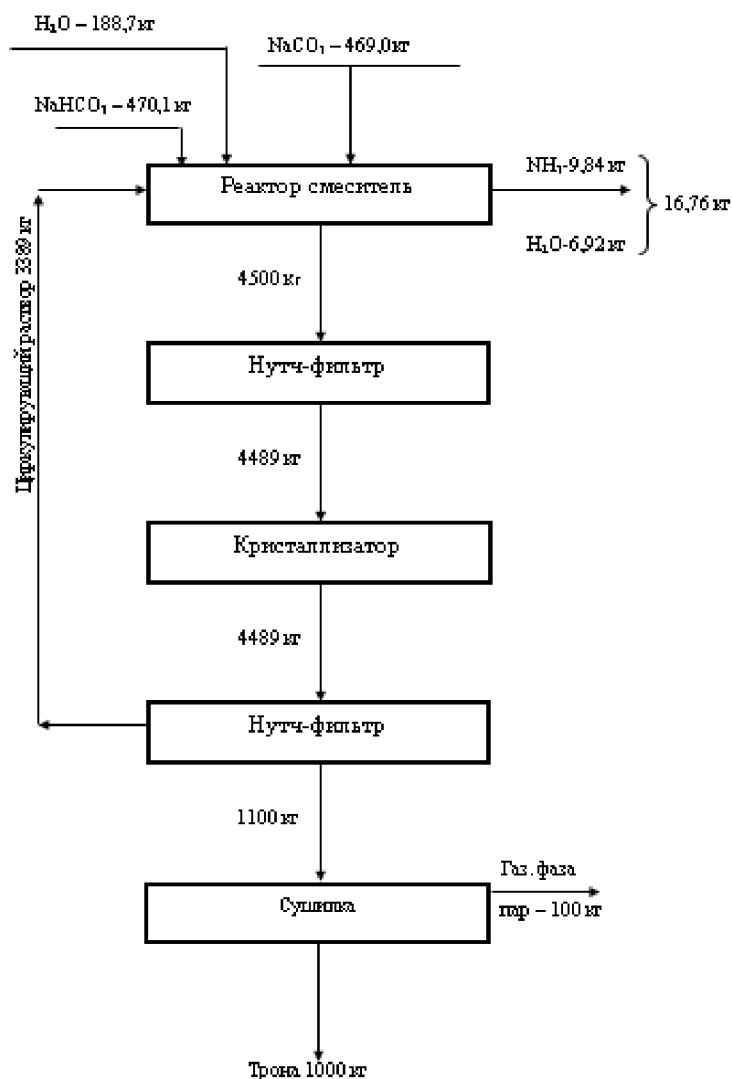 H₂O – 188,7 кг
NaCO₃ – 469,0 кг
NaHCO₃ – 470,1 кг
Реактор смеситель
NH₃-9,84 кг
16,76 кг
H₂O-6,92 кг
Циркулирующий раствор 3389 кг
4500 кг
Нутч-фильтр
4489 кг
Кристаллизатор
4489 кг
Нутч-фильтр
1100 кг
Газ. фаза
Сушилка
пар – 100 кг
Трона 1000 кг